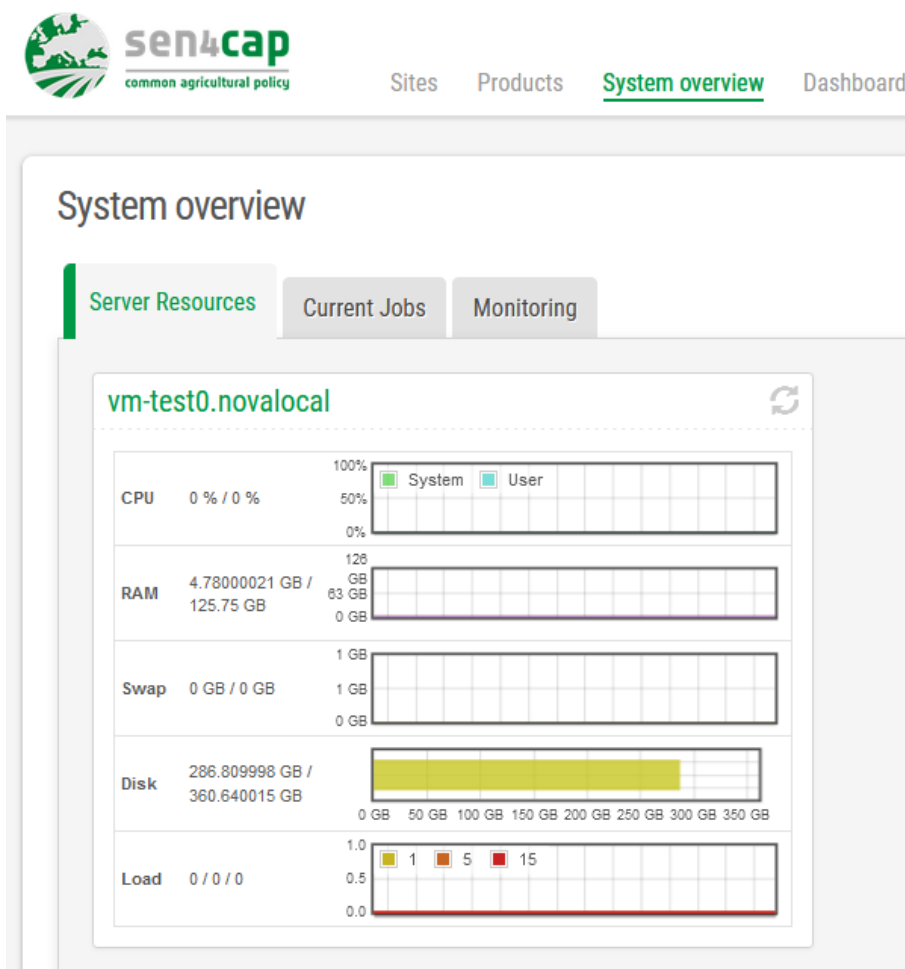 sen4cap
common agricultural policy
Sites Products System overview Dashboard
System overview
Server Resources Current Jobs Monitoring
vm-test0.novalocal
100%
System User
CPU 0 % / 0 % 50%
0%
126
GB
RAM 4.78000021 GB / 63 GB
125.75 GB
0 GB
1 GB
Swap 0 GB / 0 GB 1 GB
0 GB
Disk 286.809998 GB /
360.640015 GB
0 GB 50 GB 100 GB 150 GB 200 GB 250 GB 300 GB 350 GB
1.0
1 5 15
Load 0 / 0 / 0 0.5
0.0